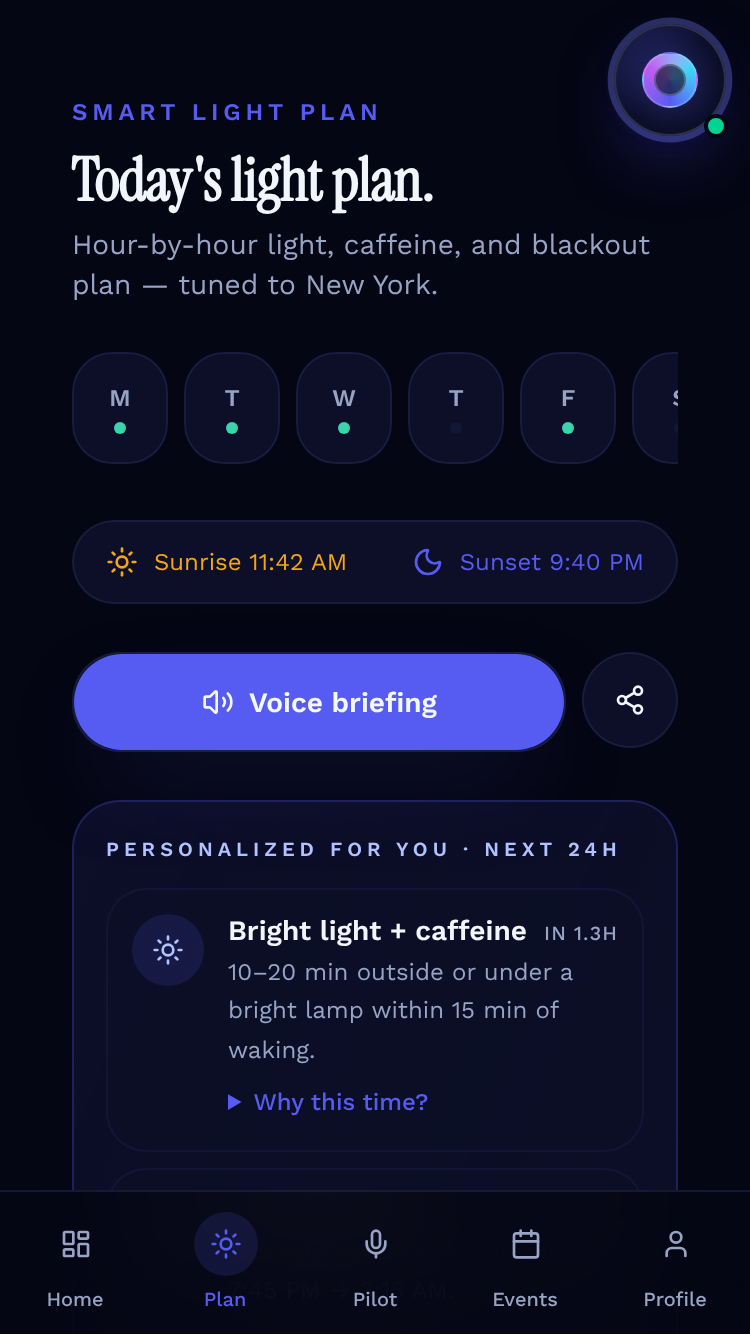 SMART LIGHT PLAN
Today's light plan.
Hour-by-hour light, caffeine, and blackout
plan — tuned to New York.
M T W T F
Sunrise 11:42 AM Sunset 9:40 PM
Voice briefing
PERSONALIZED FOR YOU · NEXT 24H
Bright light + caffeine IN 1.3H
10–20 min outside or under a
bright lamp within 15 min of
waking.
Why this time?
Home Plan Pilot Events Profile